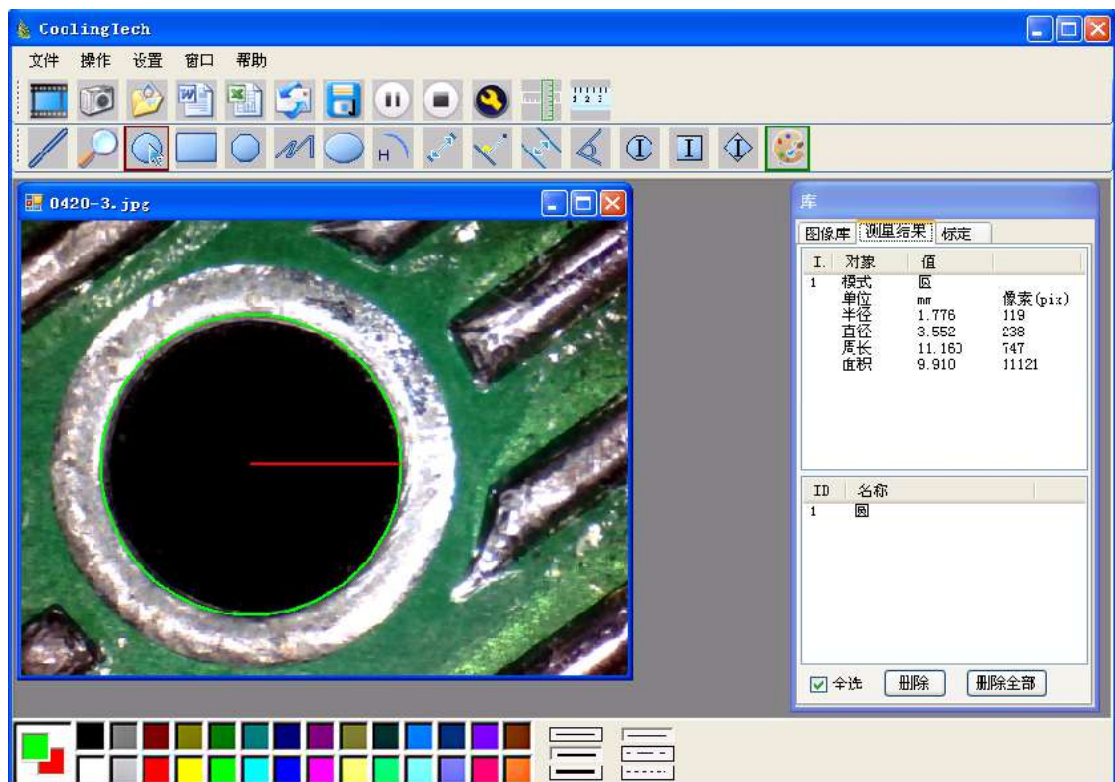 CoolingTech
文件 操作 设置 窗口 帮助
0420-3.jpg
库
图像库 测量结果 标定
I. 对象 值
1 模式 圆
单位 mm 像素(pix)
半径 1.776 119
直径 3.552 238
周长 11.160 747
面积 9.910 11121
ID 名称
1 圆
全选 删除 删除全部